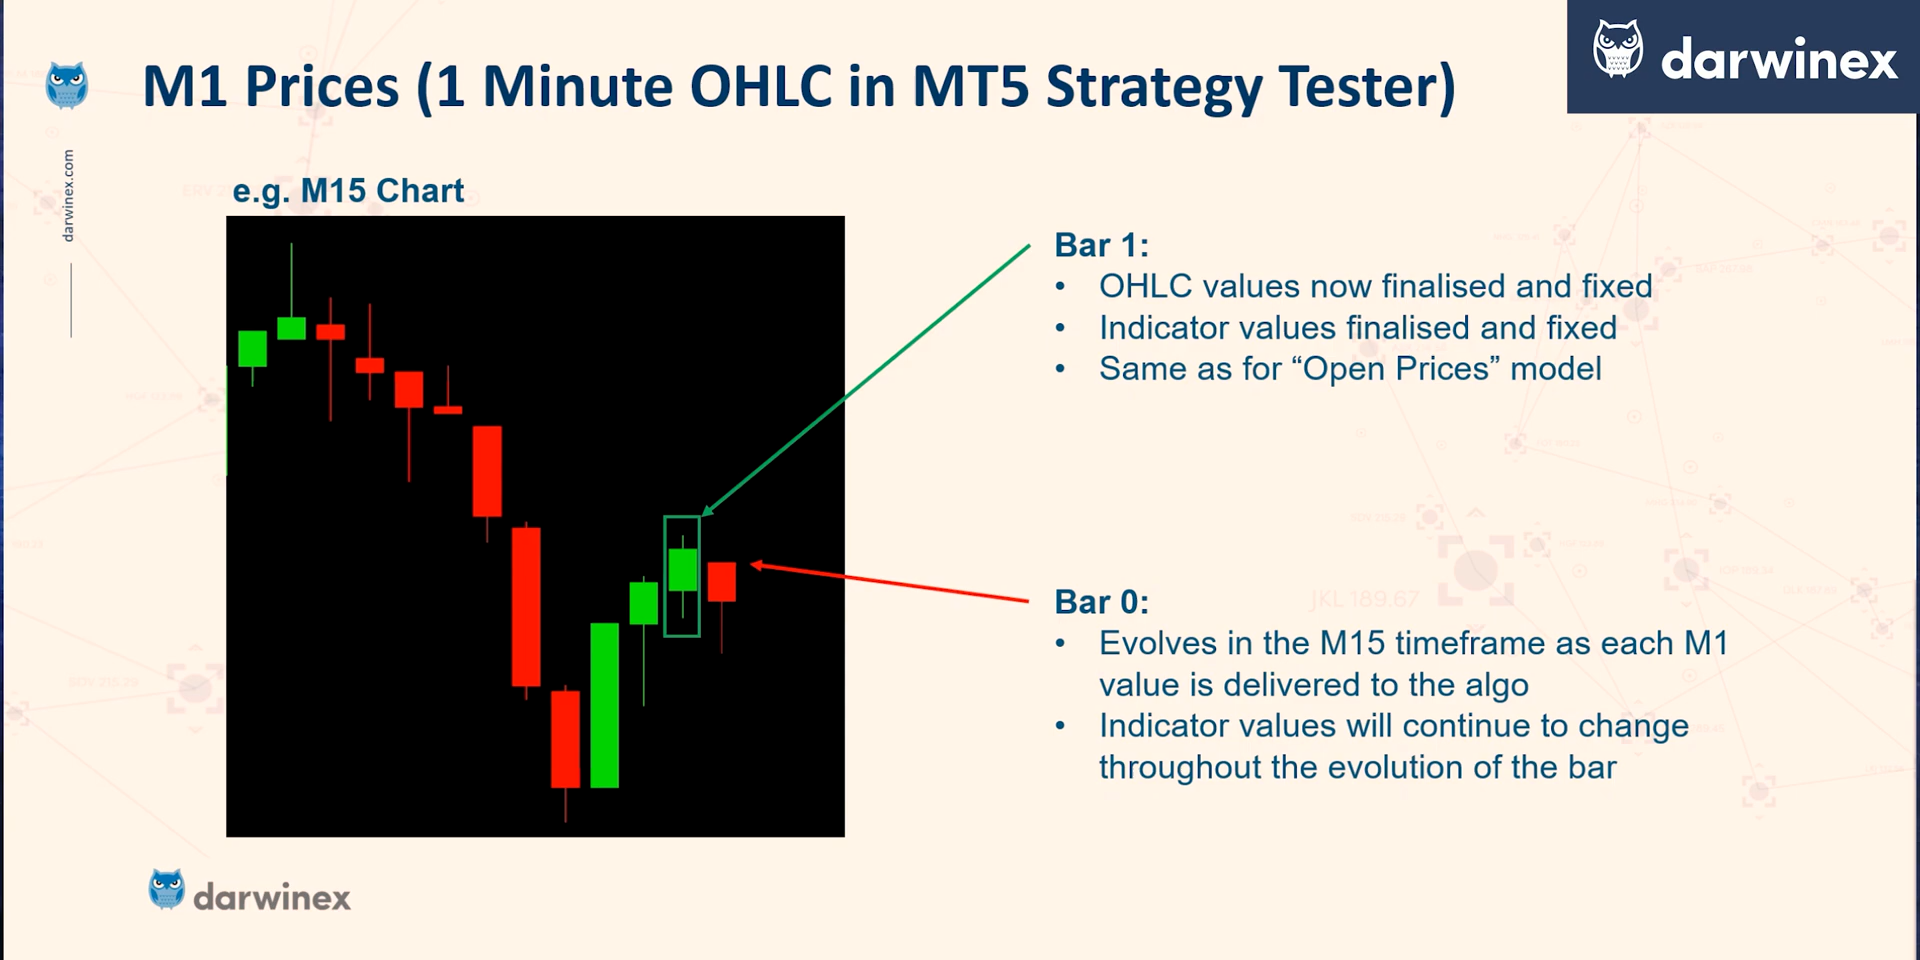 darwinex
M1 Prices (1 Minute OHLC in MT5 Strategy Tester)
darwinex.com
e.g. M15 Chart
Bar 1:
• OHLC values now finalised and fixed
• Indicator values finalised and fixed
• Same as for “Open Prices” model
Bar 0:
• Evolves in the M15 timeframe as each M1
value is delivered to the algo
• Indicator values will continue to change
throughout the evolution of the bar
JKL 189.67
darwinex